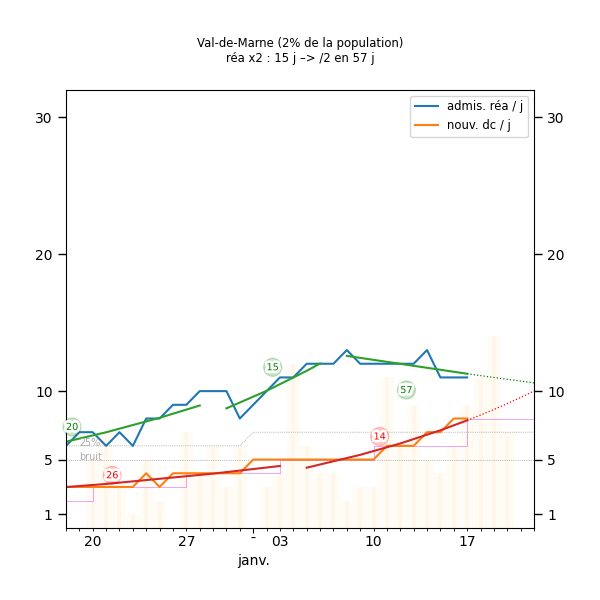 Val-de-Marne (2% de la population)
réa x2 : 15 j –> /2 en 57 j
admis. réa / j
nouv. dc / j
30 30
20 20
10 10
5 5
1 1
15
57
20
25%
bruit
14
26
20 27 - 03 10 17
janv.